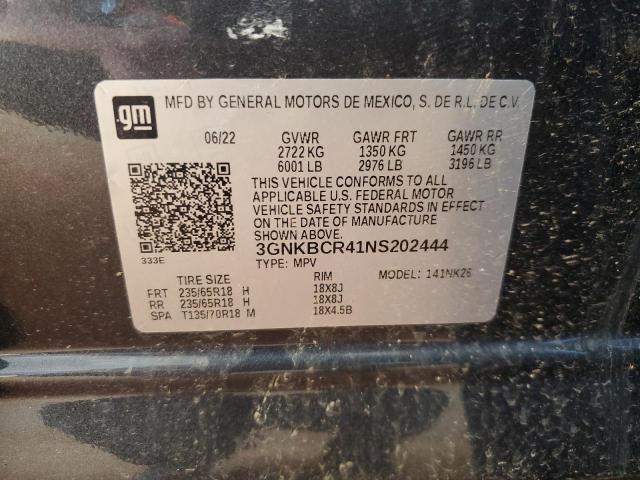 gm
MFD BY GENERAL MOTORS DE MEXICO, S. DE R.L. DE C.V.
06/22 GVWR GAWR FRT GAWR RR
2722 KG 1350 KG 1450 KG
6001 LB 2976 LB 3196 LB
THIS VEHICLE CONFORMS TO ALL
APPLICABLE U.S. FEDERAL MOTOR
VEHICLE SAFETY STANDARDS IN EFFECT
ON THE DATE OF MANUFACTURE
SHOWN ABOVE.
333E 3GNKBCR41NS202444
TYPE: MPV MODEL: 141NK26
TIRE SIZE RIM
FRT 235/65R18 H 18X8J
RR 235/65R18 H 18X8J
SPA T135/70R18 M 18X4.5B